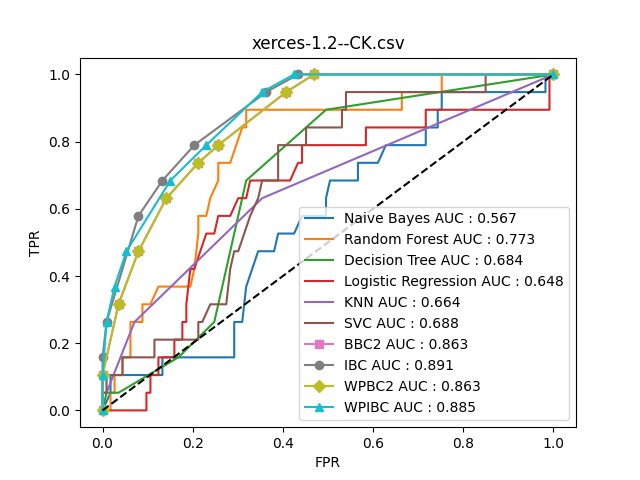 xerces-1.2--CK.csv
TPR
1.0
0.8
0.6
0.4
0.2
0.0
Naive Bayes AUC : 0.567
Random Forest AUC : 0.773
Decision Tree AUC : 0.684
Logistic Regression AUC : 0.648
KNN AUC : 0.664
SVC AUC : 0.688
BBC2 AUC : 0.863
IBC AUC : 0.891
WPBC2 AUC : 0.863
WPIBC AUC : 0.885
0.0 0.2 0.4 0.6 0.8 1.0
FPR